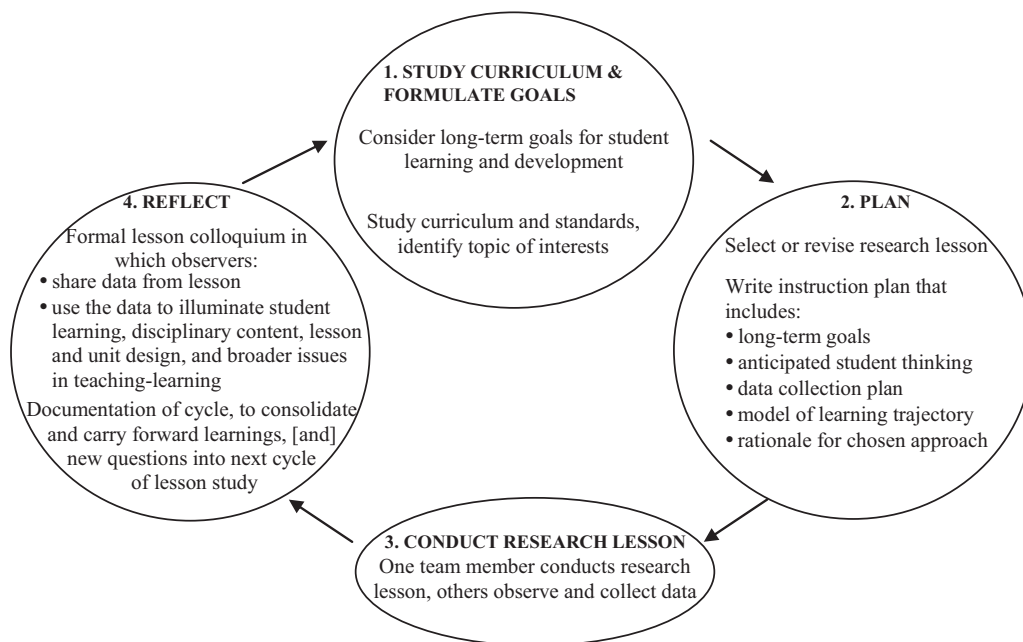 1. STUDY CURRICULUM &
FORMULATE GOALS
Consider long-term goals for student
learning and development
Study curriculum and standards,
identify topic of interests
2. PLAN
Select or revise research lesson
Write instruction plan that
includes:
• long-term goals
• anticipated student thinking
• data collection plan
• model of learning trajectory
• rationale for chosen approach
3. CONDUCT RESEARCH LESSON
One team member conducts research
lesson, others observe and collect data
4. REFLECT
Formal lesson colloquium in
which observers:
• share data from lesson
• use the data to illuminate student
learning, disciplinary content, lesson
and unit design, and broader issues
in teaching-learning
Documentation of cycle, to consolidate
and carry forward learnings, [and]
new questions into next cycle
of lesson study